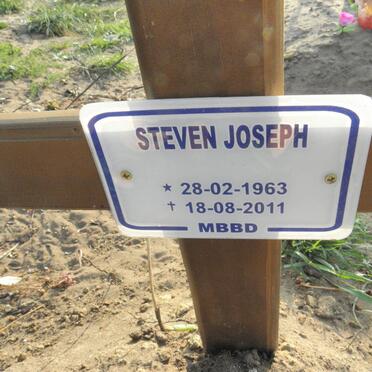 STEVEN JOSEPH
* 28-02-1963
† 18-08-2011
MBBD